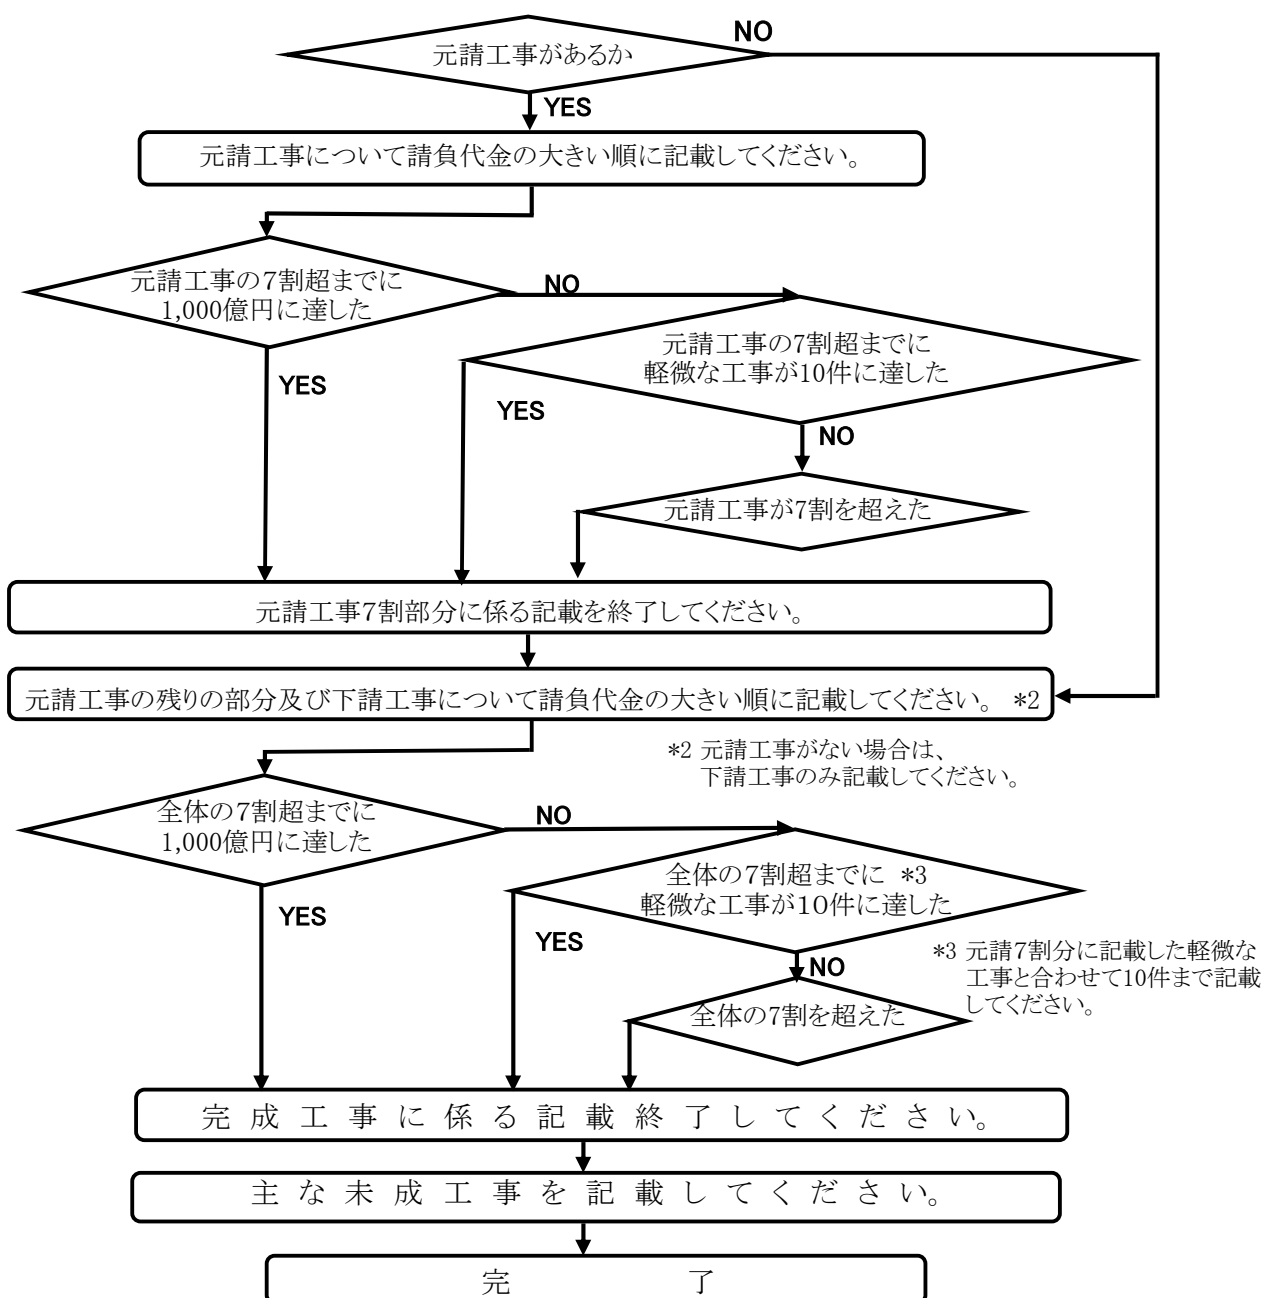 元請工事があるか
NO
YES
元請工事について請負代金の大きい順に記載してください。
元請工事の7割超までに
1,000億円に達した
NO
YES
元請工事の7割超までに
軽微な工事が10件に達した
YES
NO
元請工事が7割を超えた
元請工事7割部分に係る記載を終了してください。
元請工事の残りの部分及び下請工事について請負代金の大きい順に記載してください。 *2
*2 元請工事がない場合は、
下請工事のみ記載してください。
全体の7割超までに
1,000億円に達した
NO
YES
全体の7割超までに *3
軽微な工事が10件に達した
YES
NO
*3 元請7割分に記載した軽微な
工事と合わせて10件まで記載
してください。
全体の7割を超えた
完成工事に係る記載終了してください。
主な未成工事を記載してください。
完 了